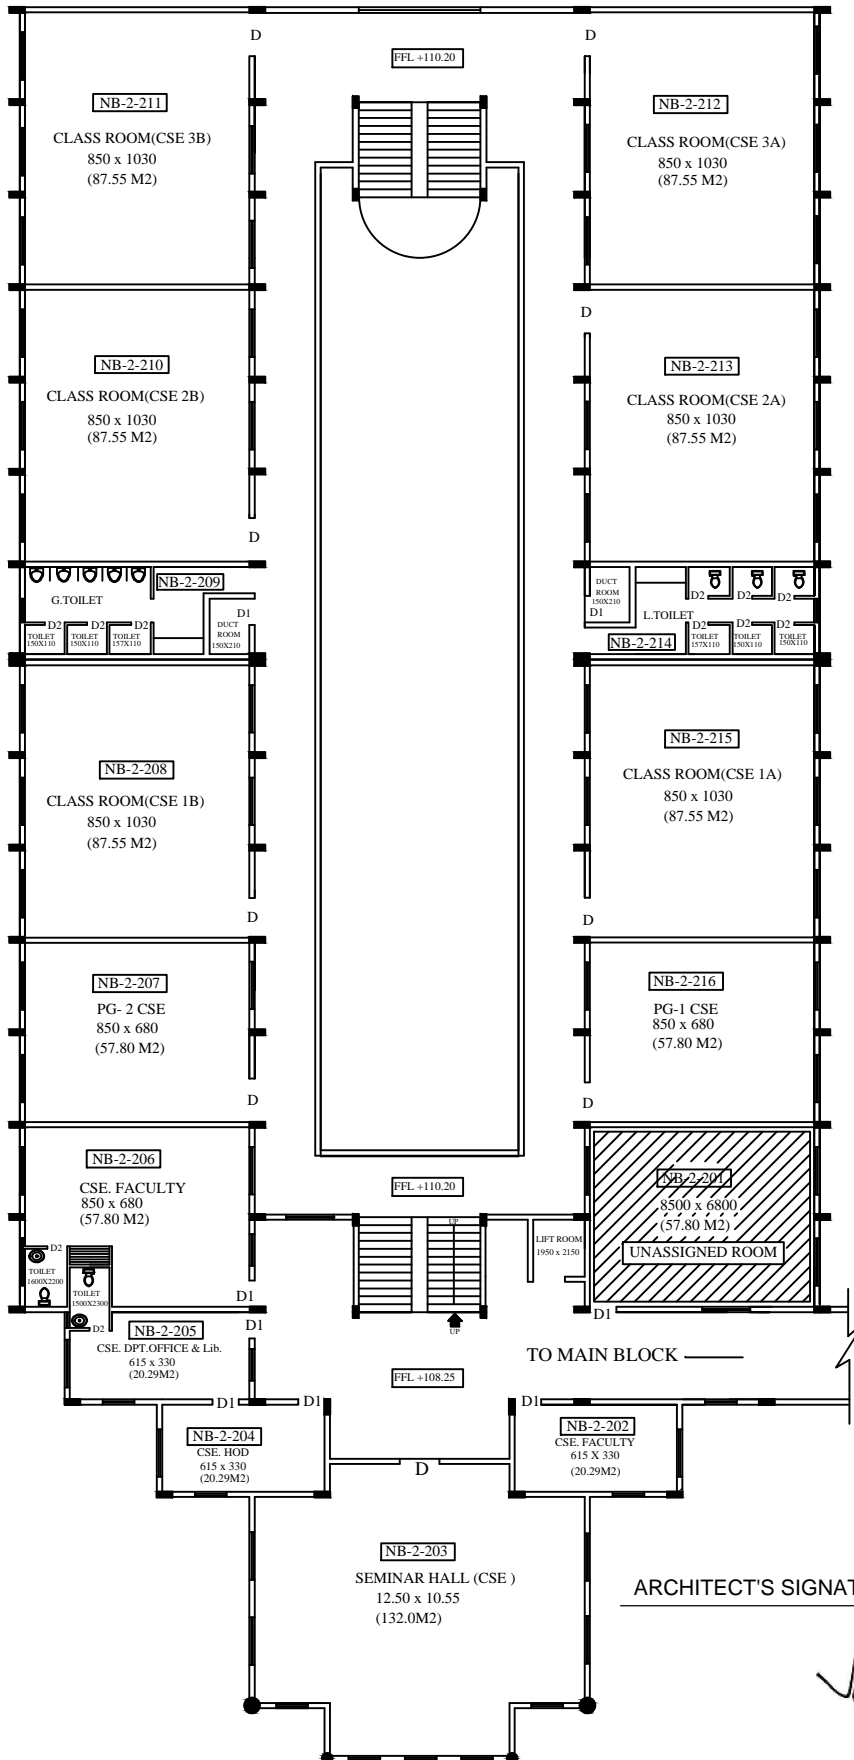 D
D
FFL +110.20
NB-2-211
CLASS ROOM(CSE 3B)
850 x 1030
(87.55 M2)
NB-2-212
CLASS ROOM(CSE 3A)
850 x 1030
(87.55 M2)
D
NB-2-210
CLASS ROOM(CSE 2B)
850 x 1030
(87.55 M2)
NB-2-213
CLASS ROOM(CSE 2A)
850 x 1030
(87.55 M2)
D
NB-2-209
G.TOILET
D1
D2
D2
D2
TOILET
150X110
TOILET
150X110
TOILET
157X110
DUCT
ROOM
150X210
DUCT
ROOM
150X210
D1
L.TOILET
D2
D2
D2
NB-2-214
D2
D2
D2
TOILET
157X110
TOILET
150X110
TOILET
150X110
NB-2-208
CLASS ROOM(CSE 1B)
850 x 1030
(87.55 M2)
NB-2-215
CLASS ROOM(CSE 1A)
850 x 1030
(87.55 M2)
D
D
NB-2-207
PG- 2 CSE
850 x 680
(57.80 M2)
NB-2-216
PG-1 CSE
850 x 680
(57.80 M2)
D
D
NB-2-206
CSE. FACULTY
850 x 680
(57.80 M2)
FFL +110.20
NB-2-201
8500 x 6800
(57.80 M2)
UNASSIGNED ROOM
UP
LIFT ROOM
1950 x 2150
D2
TOILET
1600X2200
TOILET
1500X2300
D2
D1
D1
D1
UP
NB-2-205
CSE. DPT.OFFICE & Lib.
615 x 330
(20.29M2)
TO MAIN BLOCK
FFL +108.25
D1
D1
D1
NB-2-204
CSE. HOD
615 x 330
(20.29M2)
NB-2-202
CSE. FACULTY
615 X 330
(20.29M2)
D
NB-2-203
SEMINAR HALL (CSE )
12.50 x 10.55
(132.0M2)
ARCHITECT'S SIGNAT